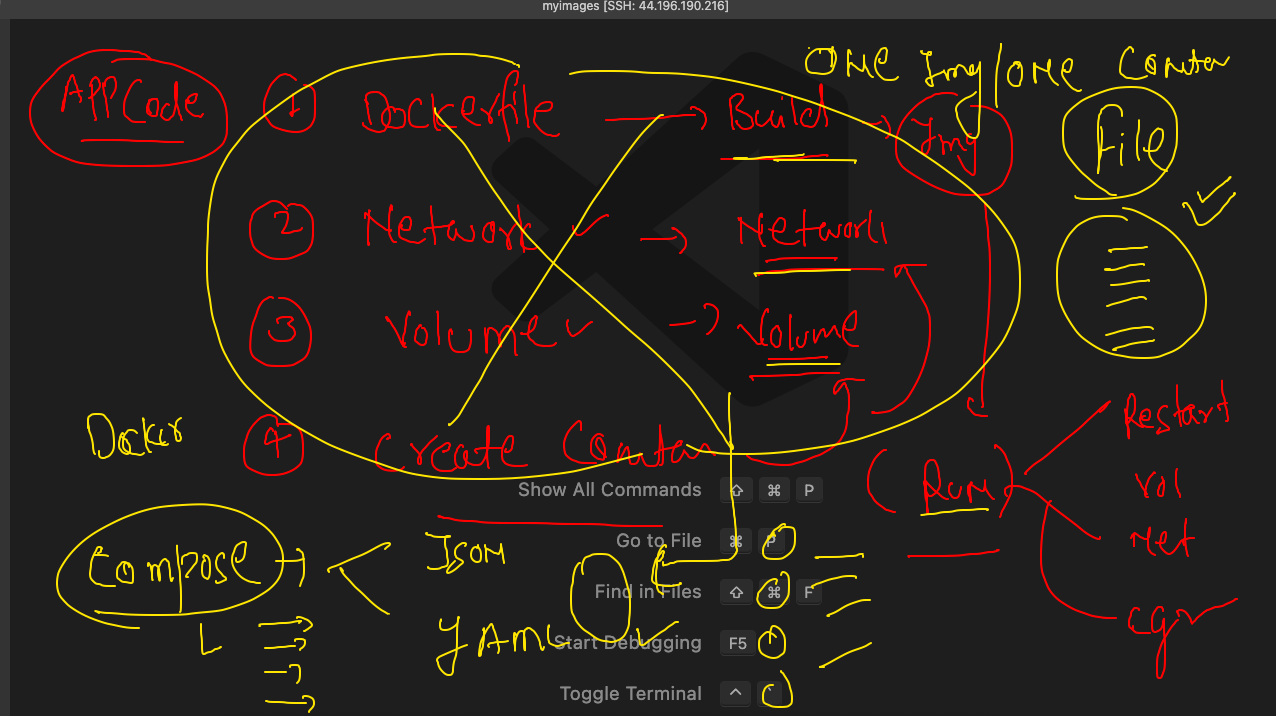 myimages [SSH: 44.196.190.216]
ONE Img/ONE Conten
APPCode 1 Dockerfile → Build → Img File
2 Network ✓ → Network
3 Volume ✓ → Volume
4 Create Conten
Restart
Docker
Show All Commands ⇧ ⌘ P
(RUN) Vol
Net
Go to File ⌘ P
Compose JSON
Find in Files ⇧ ⌘ F
cgr
YAML ✓
Start Debugging F5
Toggle Terminal ^